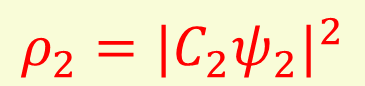 ρ₂ = |C₂ψ₂|²